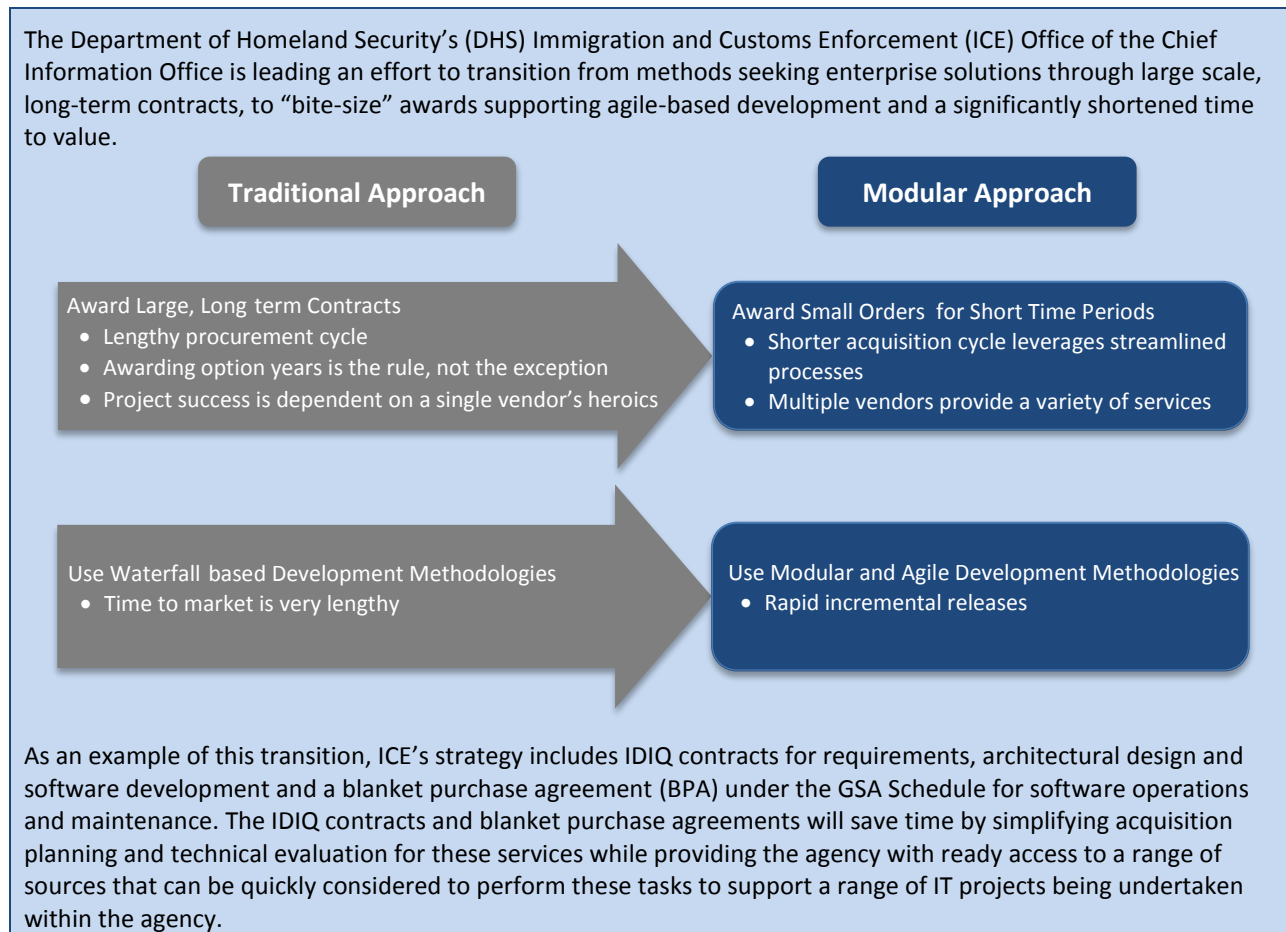 The Department of Homeland Security’s (DHS) Immigration and Customs Enforcement (ICE) Office of the Chief
Information Office is leading an effort to transition from methods seeking enterprise solutions through large scale,
long-term contracts, to “bite-size” awards supporting agile-based development and a significantly shortened time
to value.
Traditional Approach
Modular Approach
Award Large, Long term Contracts
• Lengthy procurement cycle
• Awarding option years is the rule, not the exception
• Project success is dependent on a single vendor’s heroics
Award Small Orders for Short Time Periods
• Shorter acquisition cycle leverages streamlined
processes
• Multiple vendors provide a variety of services
Use Waterfall based Development Methodologies
• Time to market is very lengthy
Use Modular and Agile Development Methodologies
• Rapid incremental releases
As an example of this transition, ICE’s strategy includes IDIQ contracts for requirements, architectural design and
software development and a blanket purchase agreement (BPA) under the GSA Schedule for software operations
and maintenance. The IDIQ contracts and blanket purchase agreements will save time by simplifying acquisition
planning and technical evaluation for these services while providing the agency with ready access to a range of
sources that can be quickly considered to perform these tasks to support a range of IT projects being undertaken
within the agency.